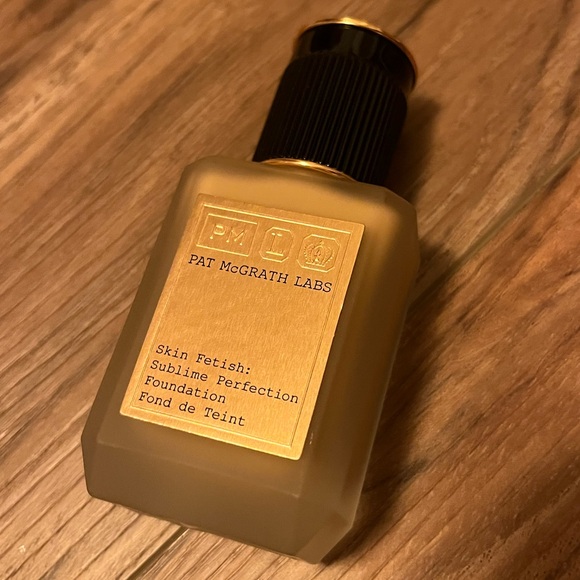 PM L
PAT McGRATH LABS
Skin Fetish:
Sublime Perfection
Foundation
Fond de Teint